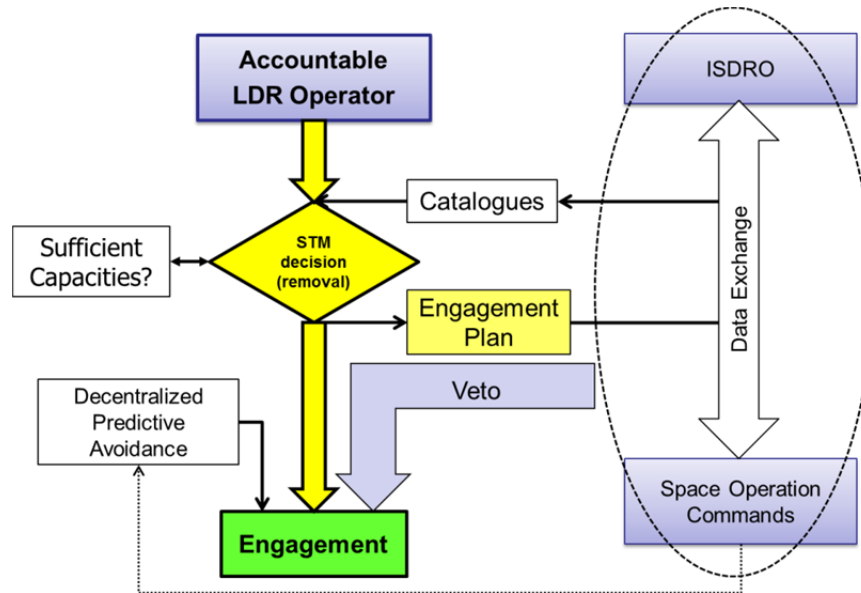 Accountable
LDR Operator
ISDRO
Catalogues
Sufficient
Capacities?
STM
decision
(removal)
Data Exchange
Engagement
Plan
Veto
Decentralized
Predictive
Avoidance
Space Operation
Commands
Engagement